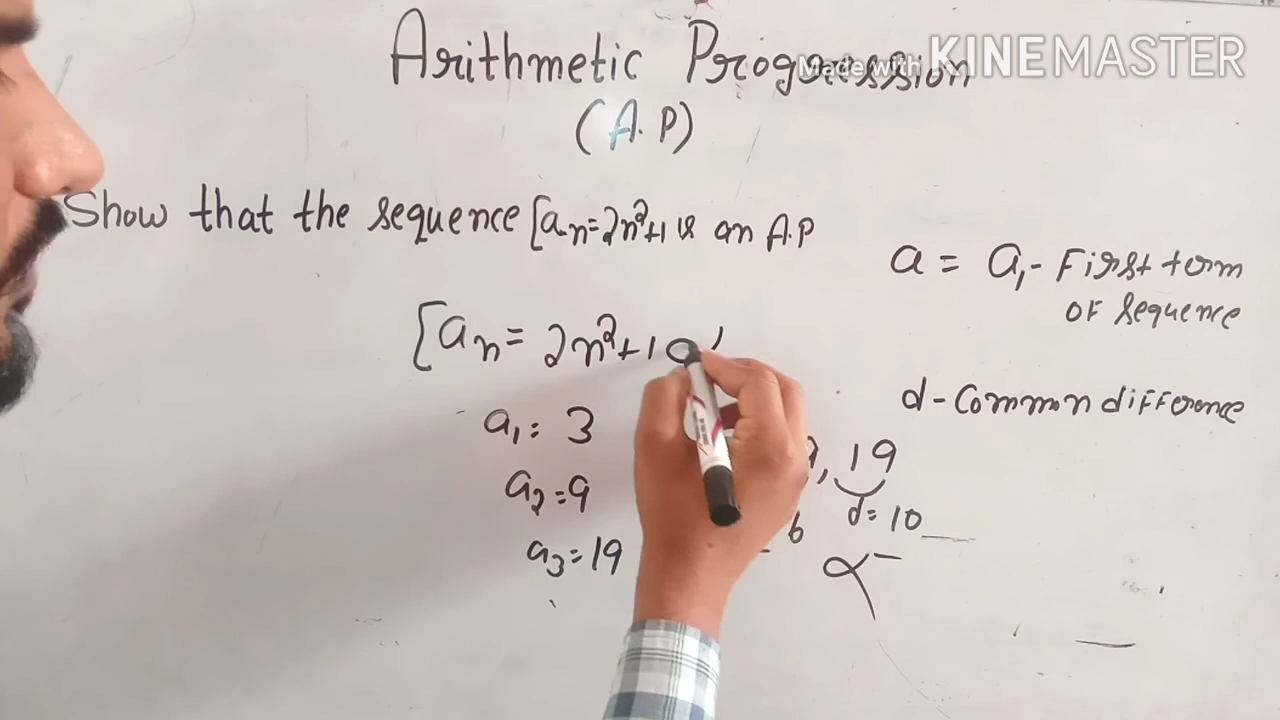 Arithmetic Progression
Made with KINEMASTER
(A.P)
Show that the sequence [an=2n²+1 is an A.P
a = a₁- First term
of sequence
[an= 2n²+1
d - Common difference
a₁= 3
19
a₂=9
d= 10
6
a₃=19